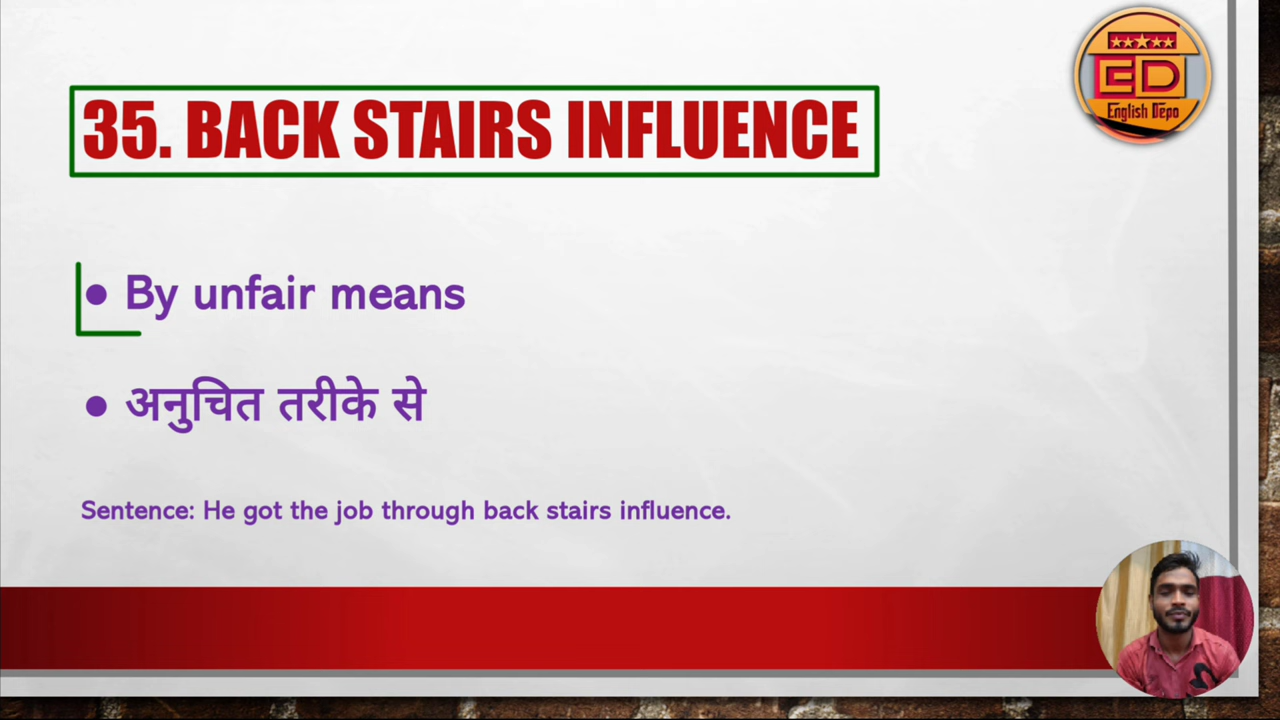 35. BACK STAIRS INFLUENCE
ED
English Depo
• By unfair means
• अनुचित तरीके से
Sentence: He got the job through back stairs influence.